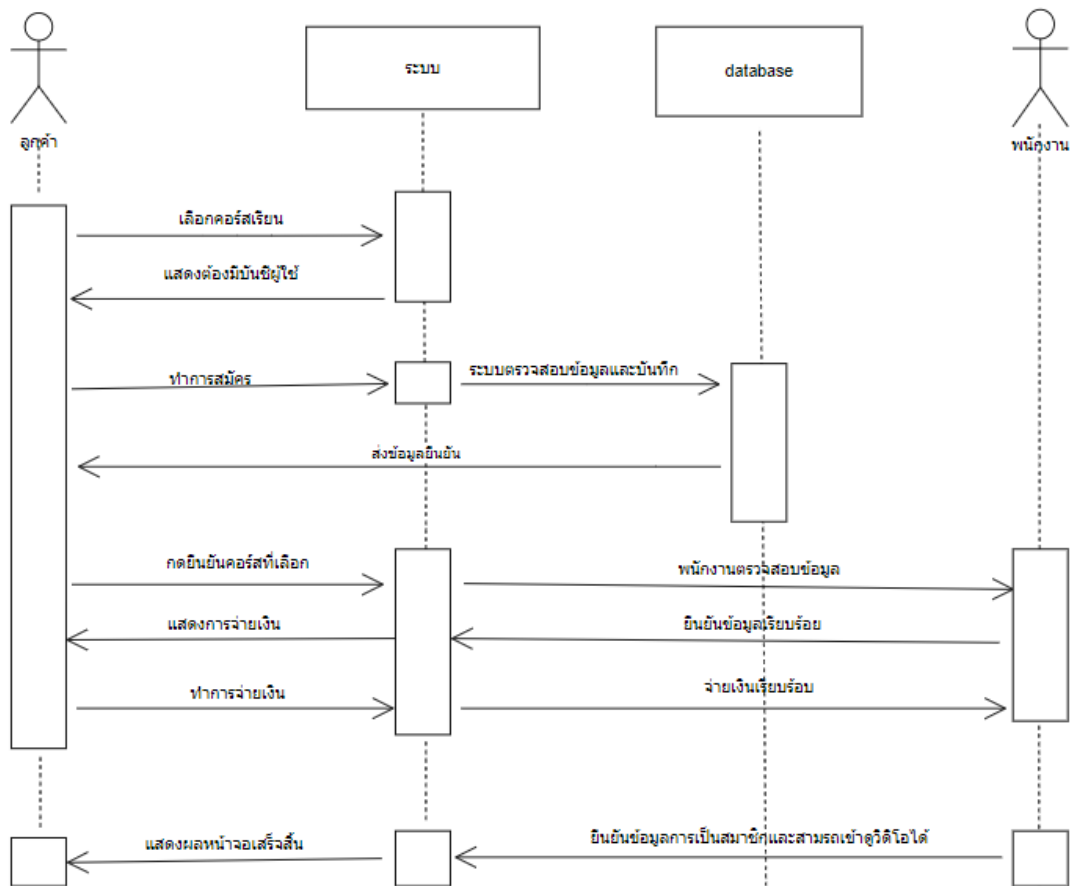 ระบบ
database
ลูกค้า
พนักงาน
เลือกคอร์สเรียน
แสดงต้องมีบันชีผู้ใช้
ทำการสมัคร
ระบบตรวจสอบข้อมูลและบันทึก
ส่งข้อมูลยืนยัน
กดยืนยันคอร์สที่เลือก
พนักงานตรวจสอบข้อมูล
แสดงการจ่ายเงิน
ยืนยันข้อมูลเรียบร้อย
ทำการจ่ายเงิน
จ่ายเงินเรียบร้อบ
แสดงผลหน้าจอเสร็จสิ้น
ยืนยันข้อมูลการเป็นสมาชิกและสามรถเข้าดูวิดิโอได้